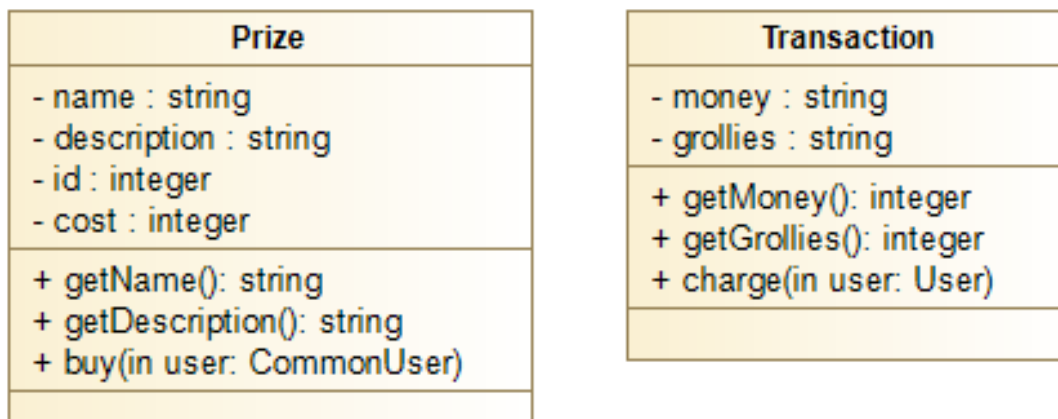 Prize
- name : string
- description : string
- id : integer
- cost : integer
+ getName(): string
+ getDescription(): string
+ buy(in user: CommonUser)
Transaction
- money : string
- grollies : string
+ getMoney(): integer
+ getGrollies(): integer
+ charge(in user: User)